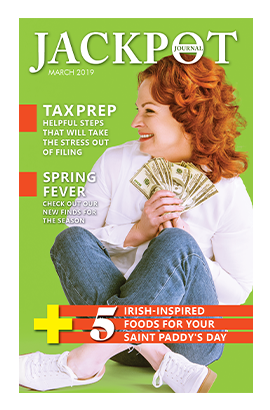 JACKPOT
JOURNAL
MARCH 2019
TAXPREP
HELPFUL STEPS
THAT WILL TAKE
THE STRESS OUT
OF FILING
SPRING
FEVER
CHECK OUT OUR
NEW FINDS FOR
THE SEASON
+ 5 IRISH-INSPIRED
FOODS FOR YOUR
SAINT PADDY'S DAY